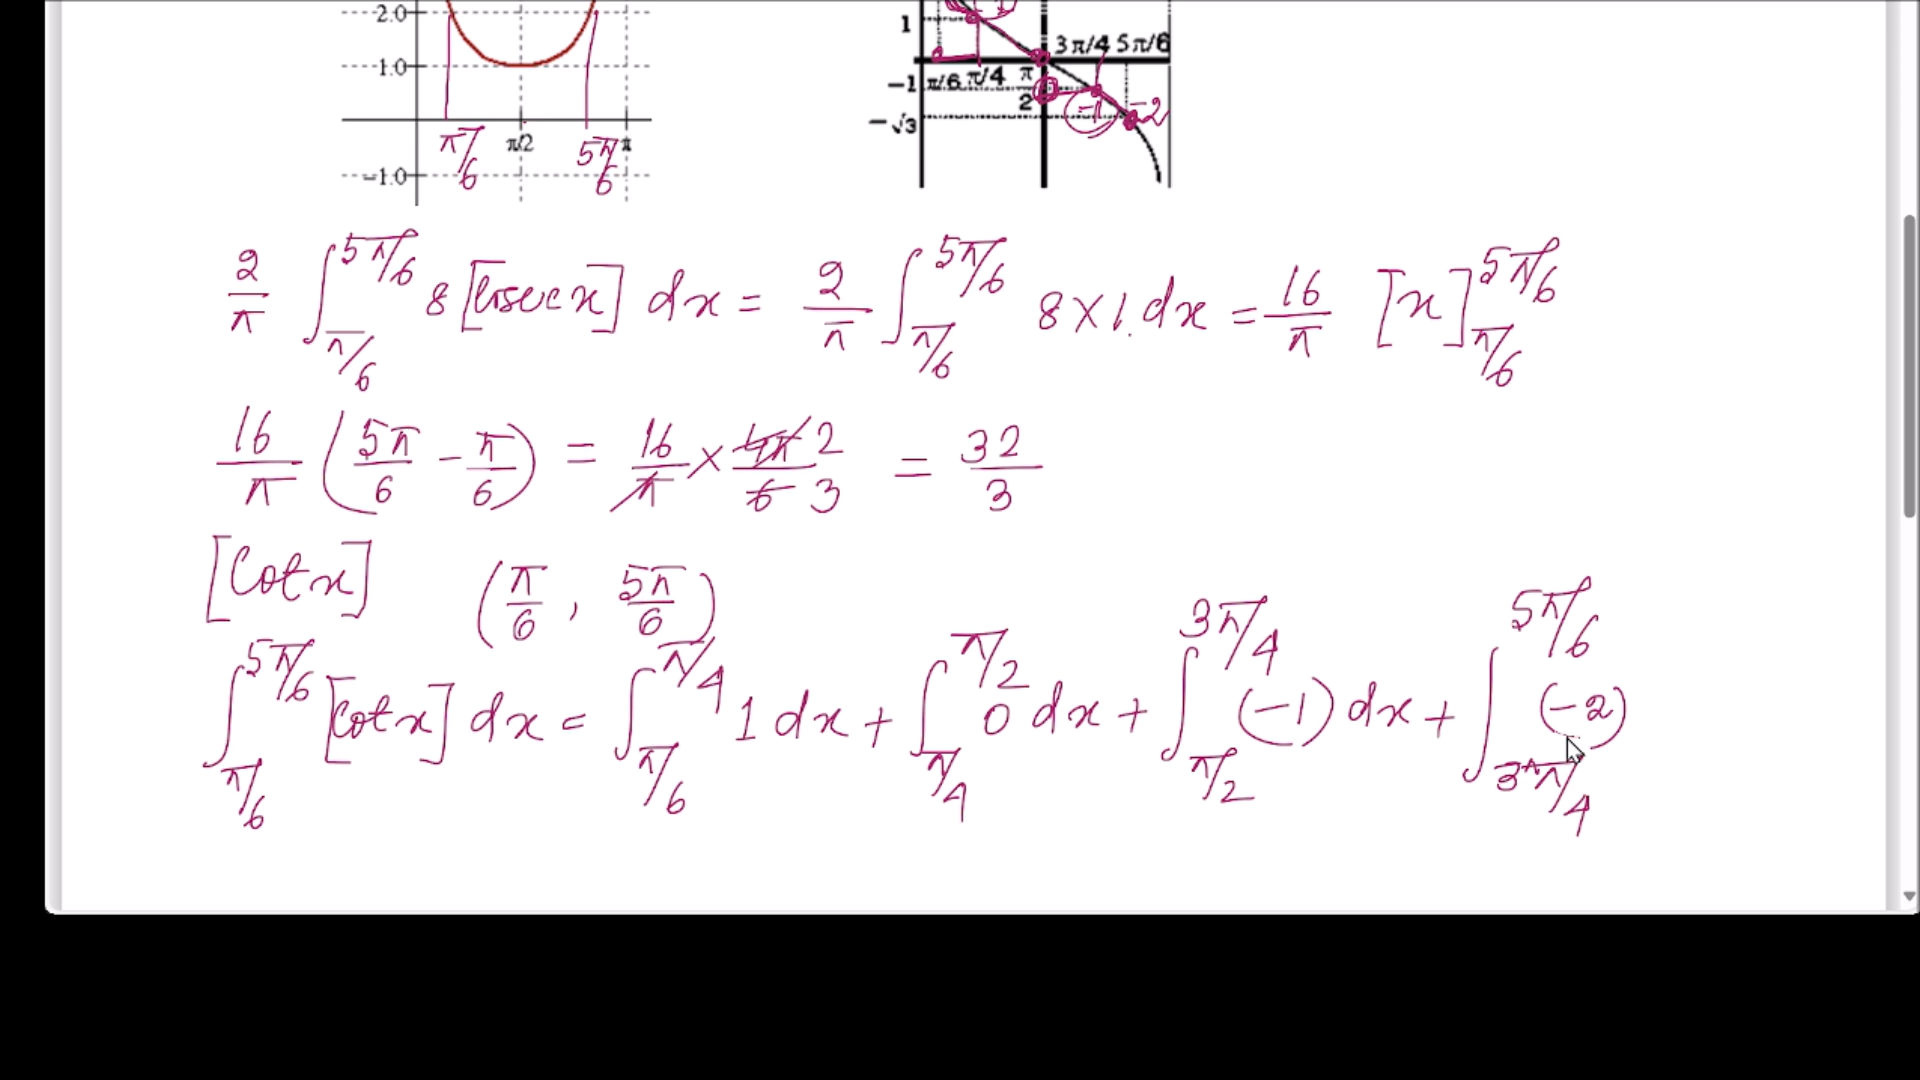 2.0
1.0
-1.0
π/2 π
π/6 5π/6
1
3π/4 5π/6
-1 π/6 π/4 π/2
-1 -2
-√3
2/π ∫_{π/6}^{5π/6} 8 [cosec x] dx = 2/π ∫_{π/6}^{5π/6} 8×1.dx = 16/π [x]_{π/6}^{5π/6}
16/π (5π/6 - π/6) = 16/π × 4π/6 2/3 = 32/3
[Cot x] (π/6, 5π/6)
∫_{π/6}^{5π/6} [cot x] dx = ∫_{π/6}^{π/4} 1 dx + ∫_{π/4}^{π/2} 0 dx + ∫_{π/2}^{3π/4} (-1) dx + ∫_{3π/4}^{5π/6} (-2)